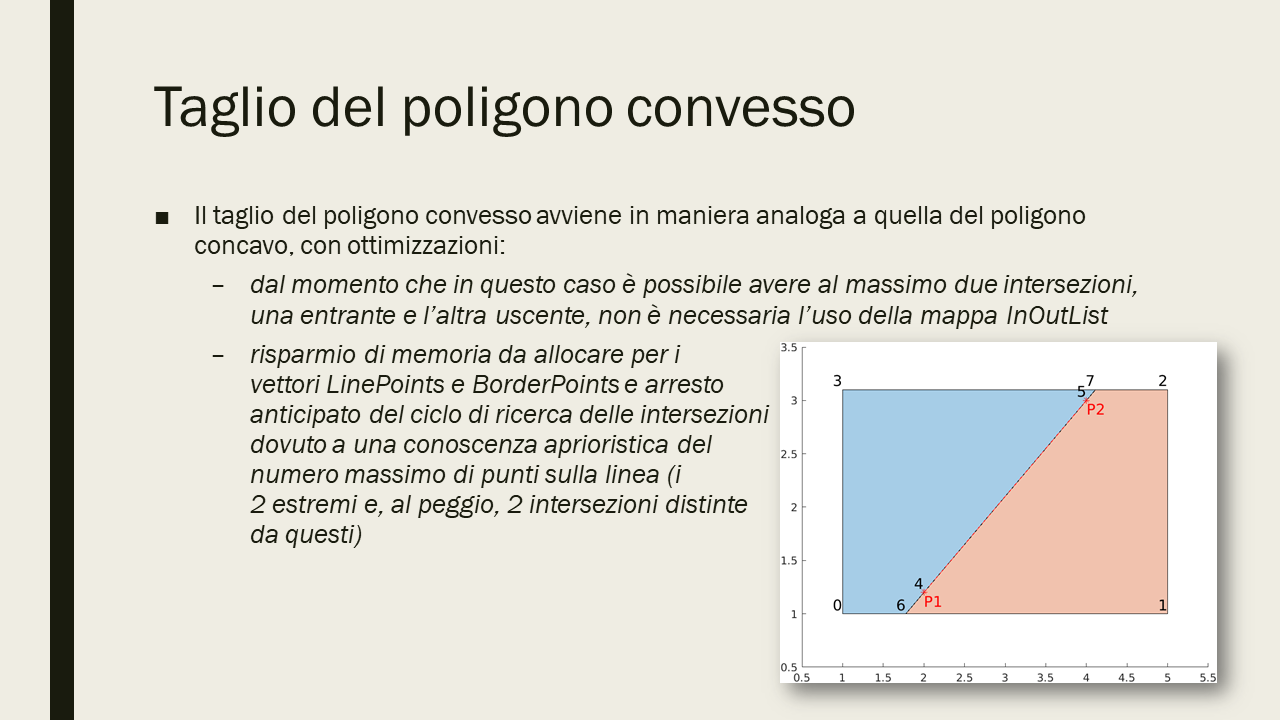 Taglio del poligono convesso
■ Il taglio del poligono convesso avviene in maniera analoga a quella del poligono
concavo, con ottimizzazioni:
– dal momento che in questo caso è possibile avere al massimo due intersezioni,
una entrante e l’altra uscente, non è necessaria l’uso della mappa InOutList
– risparmio di memoria da allocare per i
vettori LinePoints e BorderPoints e arresto
anticipato del ciclo di ricerca delle intersezioni
dovuto a una conoscenza aprioristica del
numero massimo di punti sulla linea (i
2 estremi e, al peggio, 2 intersezioni distinte
da questi)
3.5
3 7 2
5
3
P2
2.5
2
1.5
4
P1
0 6 1
1
0.5
0.5 1 1.5 2 2.5 3 3.5 4 4.5 5 5.5